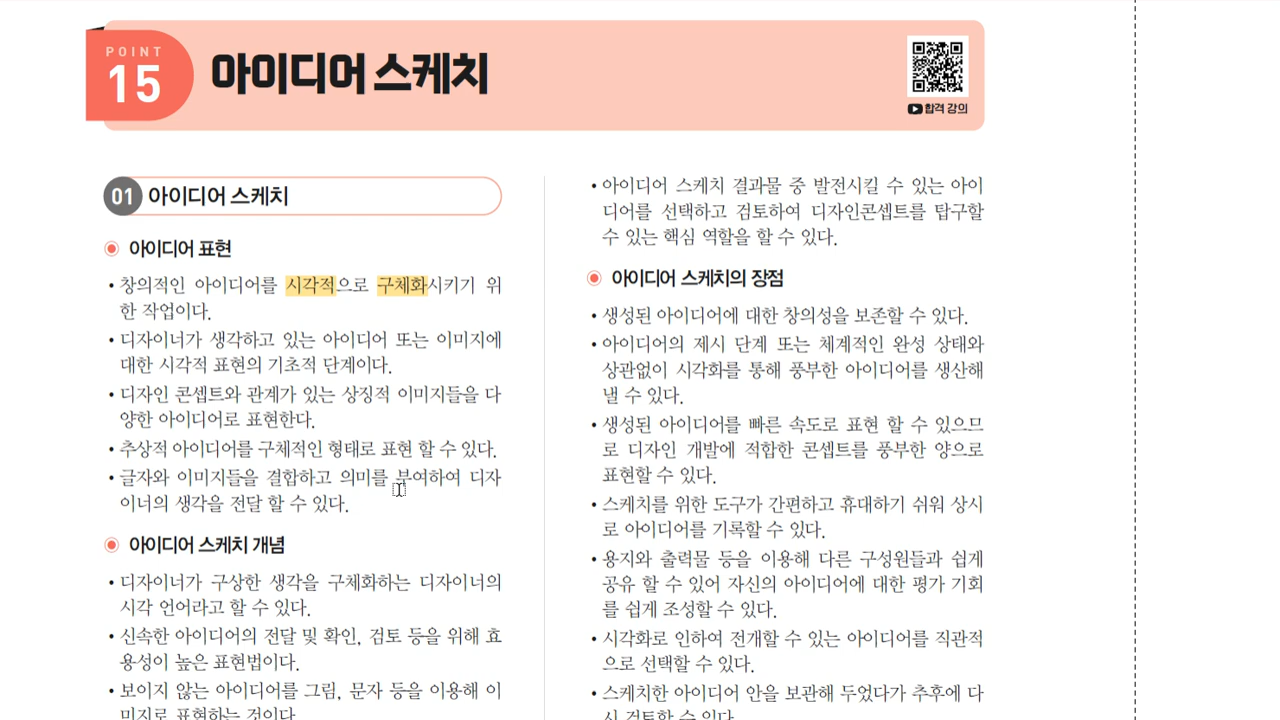 POINT
15
아이디어 스케치
합격 강의
01 아이디어 스케치
아이디어 표현
• 창의적인 아이디어를 시각적으로 구체화시키기 위
한 작업이다.
• 디자이너가 생각하고 있는 아이디어 또는 이미지에
대한 시각적 표현의 기초적 단계이다.
• 디자인 콘셉트와 관계가 있는 상징적 이미지들을 다
양한 아이디어로 표현한다.
• 추상적 아이디어를 구체적인 형태로 표현 할 수 있다.
• 글자와 이미지들을 결합하고 의미를 부여하여 디자
이너의 생각을 전달 할 수 있다.
아이디어 스케치 개념
• 디자이너가 구상한 생각을 구체화하는 디자이너의
시각 언어라고 할 수 있다.
• 신속한 아이디어의 전달 및 확인, 검토 등을 위해 효
용성이 높은 표현법이다.
• 보이지 않는 아이디어를 그림, 문자 등을 이용해 이
미지로 표현하는 것이다.
• 아이디어 스케치 결과물 중 발전시킬 수 있는 아이
디어를 선택하고 검토하여 디자인콘셉트를 탐구할
수 있는 핵심 역할을 할 수 있다.
아이디어 스케치의 장점
• 생성된 아이디어에 대한 창의성을 보존할 수 있다.
• 아이디어의 제시 단계 또는 체계적인 완성 상태와
상관없이 시각화를 통해 풍부한 아이디어를 생산해
낼 수 있다.
• 생성된 아이디어를 빠른 속도로 표현 할 수 있으므
로 디자인 개발에 적합한 콘셉트를 풍부한 양으로
표현할 수 있다.
• 스케치를 위한 도구가 간편하고 휴대하기 쉬워 상시
로 아이디어를 기록할 수 있다.
• 용지와 출력물 등을 이용해 다른 구성원들과 쉽게
공유 할 수 있어 자신의 아이디어에 대한 평가 기회
를 쉽게 조성할 수 있다.
• 시각화로 인하여 전개할 수 있는 아이디어를 직관적
으로 선택할 수 있다.
• 스케치한 아이디어 안을 보관해 두었다가 추후에 다
시 검토할 수 있다.